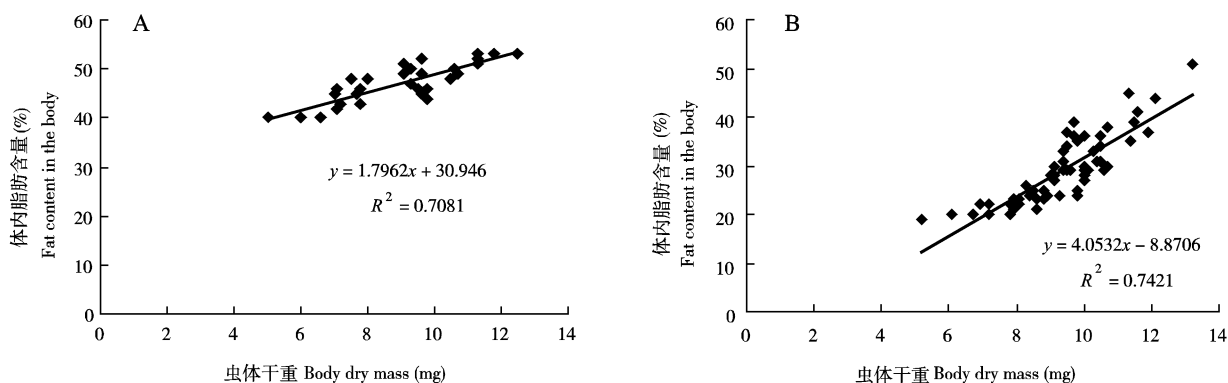 A
60
50
40
30
20
10
0
体内脂肪含量(%)
Fat content in the body
y = 1.7962x + 30.946
R² = 0.7081
0 2 4 6 8 10 12 14
虫体干重 Body dry mass (mg)
B
60
50
40
30
20
10
0
体内脂肪含量(%)
Fat content in the body
y = 4.0532x − 8.8706
R² = 0.7421
0 2 4 6 8 10 12 14
虫体干重 Body dry mass (mg)